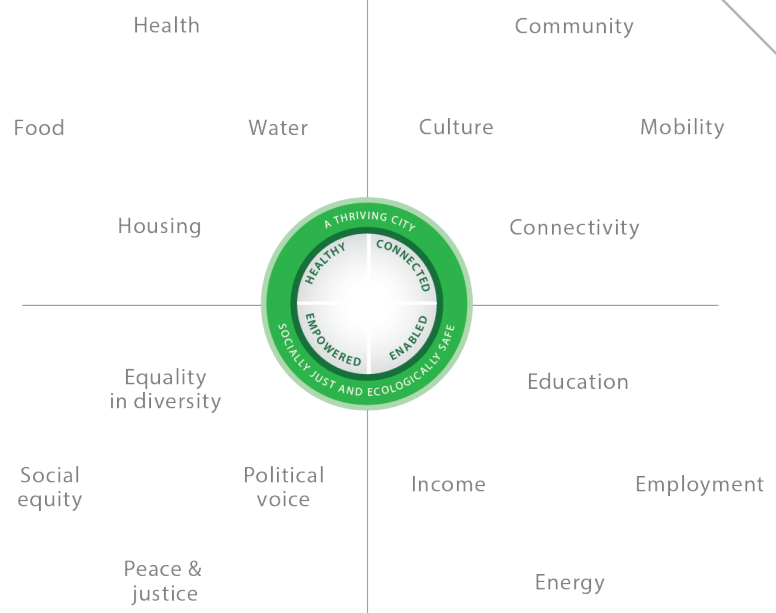 Health
Community
Food
Water
Culture
Mobility
Housing
Connectivity
A THRIVING CITY
HEALTHY
CONNECTED
EMPOWERED
ENABLED
SOCIALLY JUST AND ECOLOGICALLY SAFE
Equality
in diversity
Education
Social
equity
Political
voice
Income
Employment
Peace &
justice
Energy